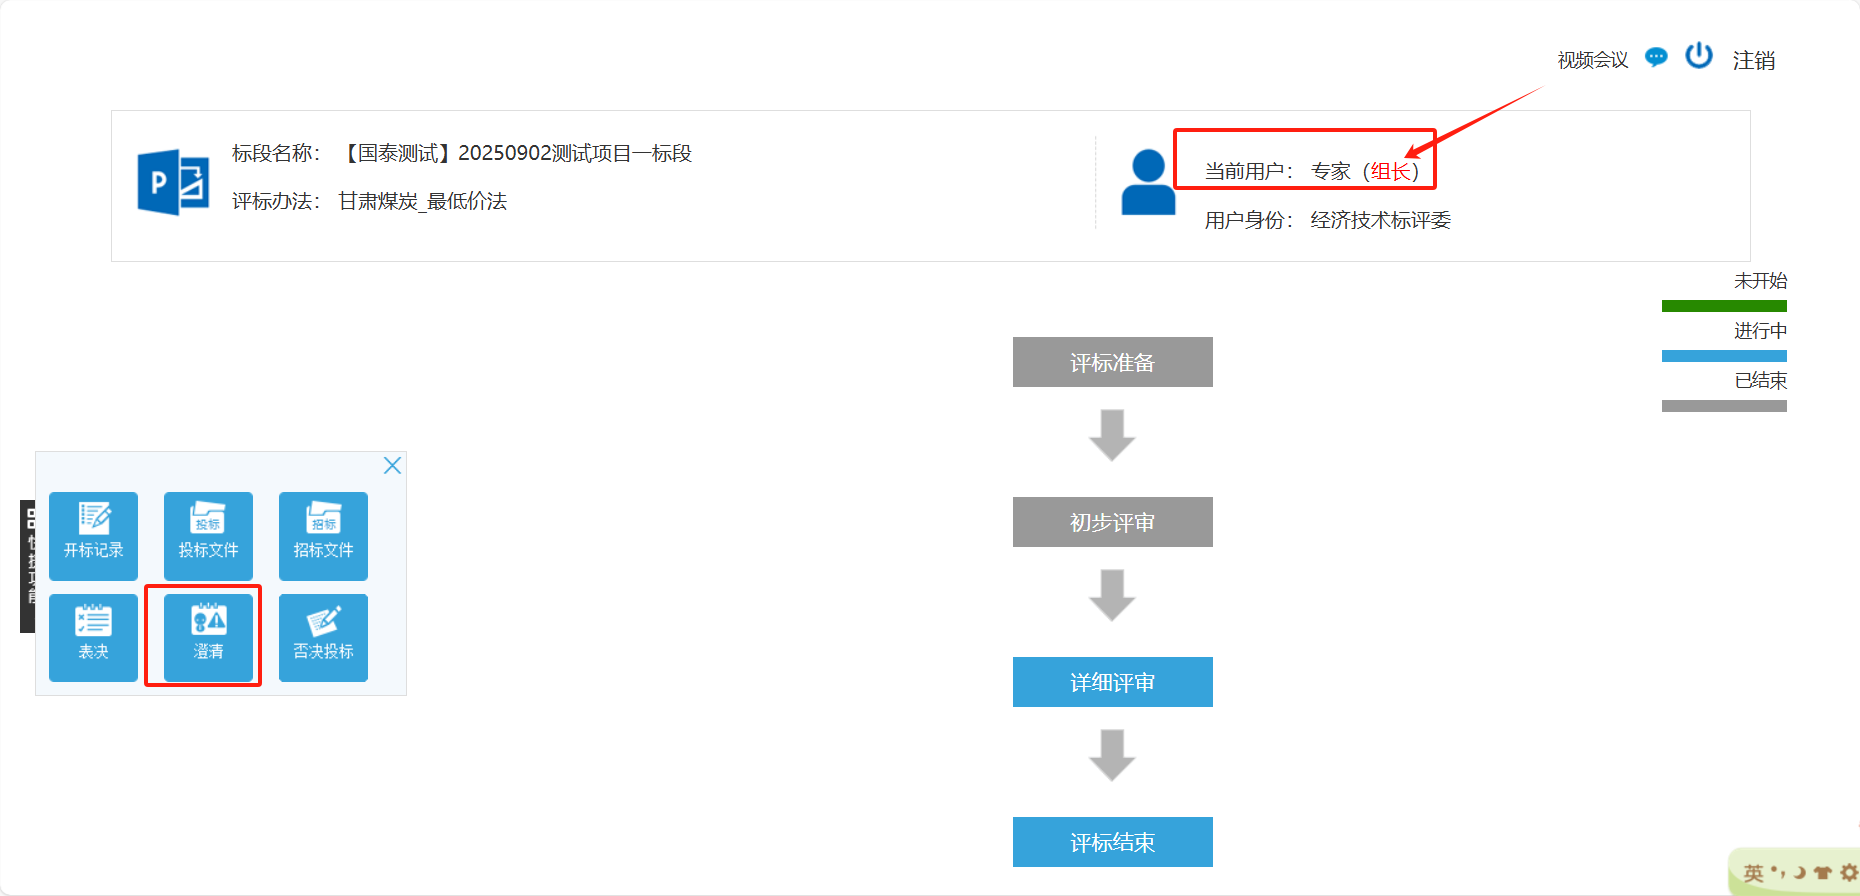 视频会议 注销
标段名称： 【国泰测试】20250902测试项目一标段
评标办法： 甘肃煤炭_最低价法
当前用户： 专家（组长）
用户身份： 经济技术标评委
未开始
进行中
已结束
评标准备
初步评审
详细评审
评标结束
投标 招标
开标记录 投标文件 招标文件
表决 澄清 否决投标
P
英